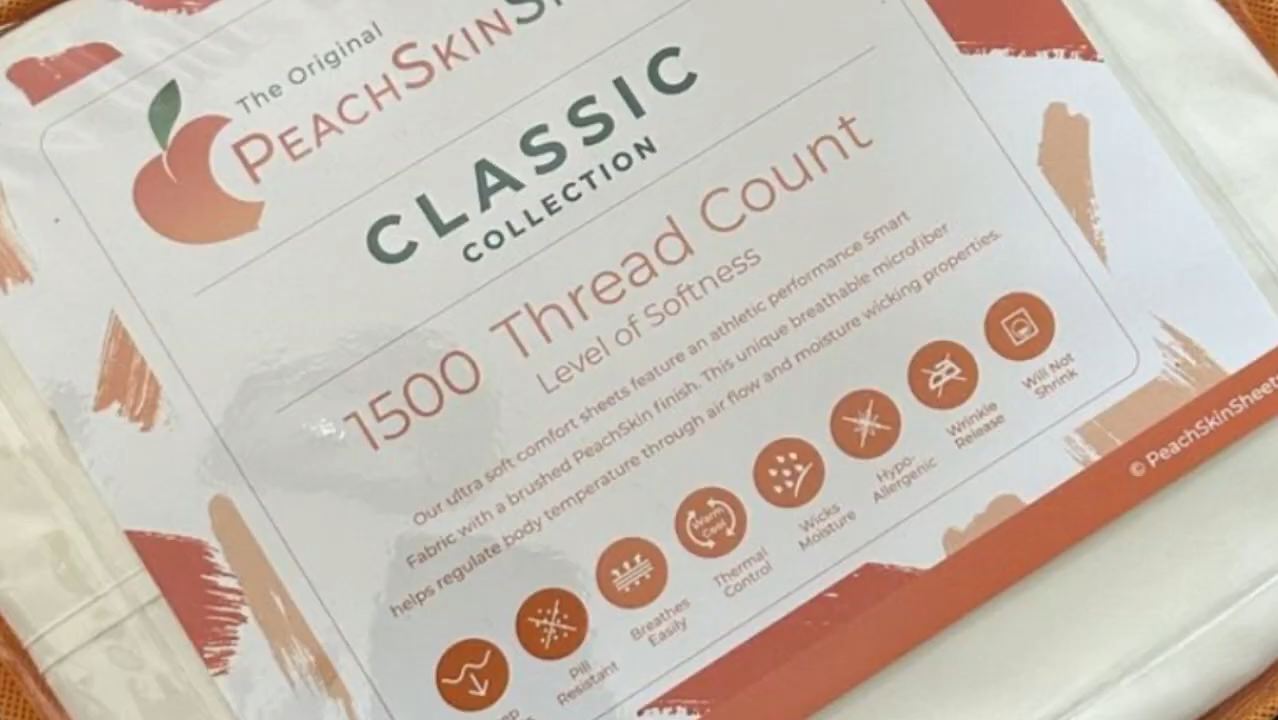 The Original
PEACHSKIN
CLASSIC
COLLECTION
1500 Thread Count
Level of Softness
Our ultra soft comfort sheets feature an athletic performance Smart
Fabric with a brushed PeachSkin finish. This unique breathable microfiber
helps regulate body temperature through air flow and moisture wicking properties.
Pill
Resistant
Breathes
Easily
Warm
Cool
Thermal
Control
Wicks
Moisture
Hypo-
Allergenic
Wrinkle
Release
Will Not
Shrink
© PeachSkinSheets